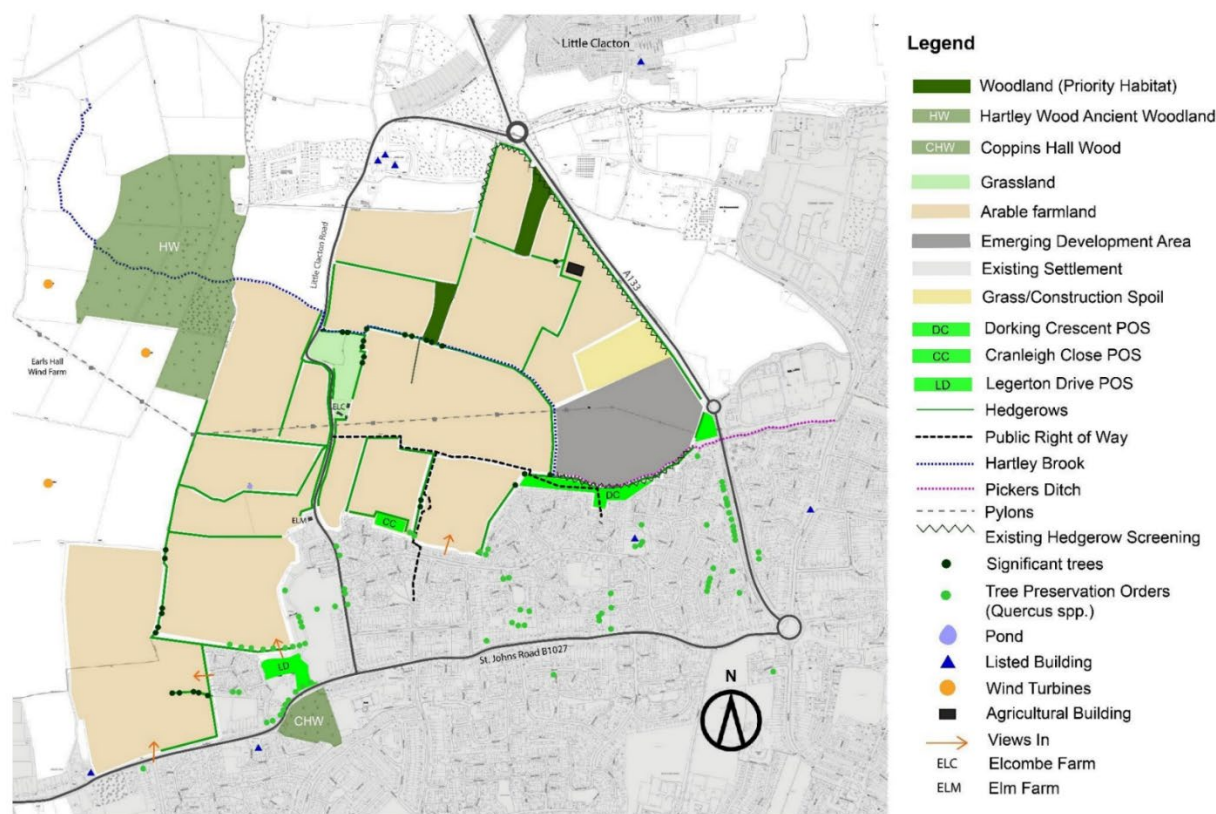 Little Clacton
HW
Little Clacton Road
A133
Earls Hall
Wind Farm
ELC
ELM
CC
DC
LD
CHW
St. Johns Road B1027
N
Legend
Woodland (Priority Habitat)
HW Hartley Wood Ancient Woodland
CHW Coppins Hall Wood
Grassland
Arable farmland
Emerging Development Area
Existing Settlement
Grass/Construction Spoil
DC Dorking Crescent POS
CC Cranleigh Close POS
LD Legerton Drive POS
Hedgerows
Public Right of Way
Hartley Brook
Pickers Ditch
Pylons
Existing Hedgerow Screening
Significant trees
Tree Preservation Orders
(Quercus spp.)
Pond
Listed Building
Wind Turbines
Agricultural Building
Views In
ELC Elcombe Farm
ELM Elm Farm